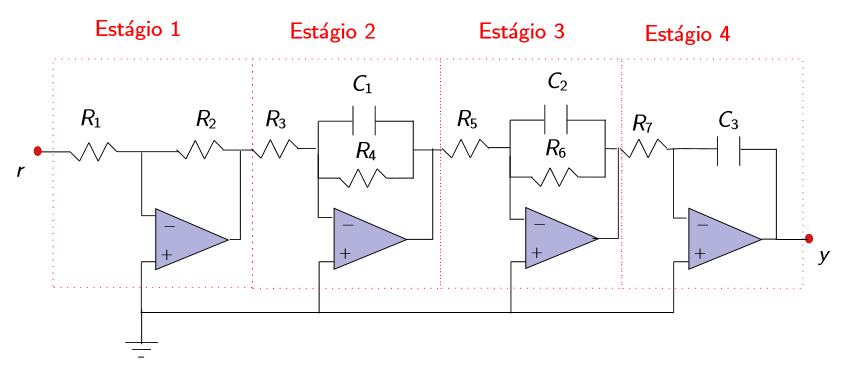 Estágio 1
Estágio 2
Estágio 3
Estágio 4
C₁
C₂
R₁
R₂
R₃
R₅
R₇
C₃
R₄
R₆
r
−
+
−
+
−
+
−
+
y